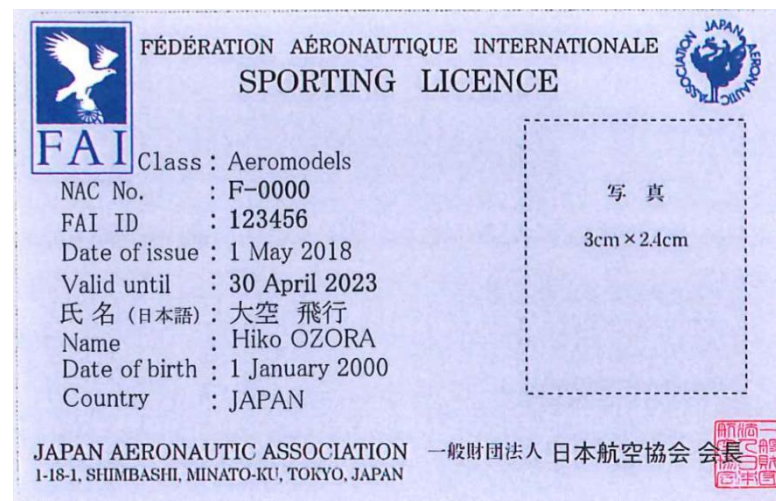 FÉDÉRATION AÉRONAUTIQUE INTERNATIONALE
SPORTING LICENCE
JAPAN AERONAUTIC ASSOCIATION
FAI
Class : Aeromodels
NAC No. : F-0000
FAI ID : 123456
Date of issue : 1 May 2018
Valid until : 30 April 2023
氏 名 (日本語) : 大空 飛行
Name : Hiko OZORA
Date of birth : 1 January 2000
Country : JAPAN
写 真
3cm×2.4cm
JAPAN AERONAUTIC ASSOCIATION
1-18-1, SHIMBASHI, MINATO-KU, TOKYO, JAPAN
一般財団法人 日本航空協会 会長